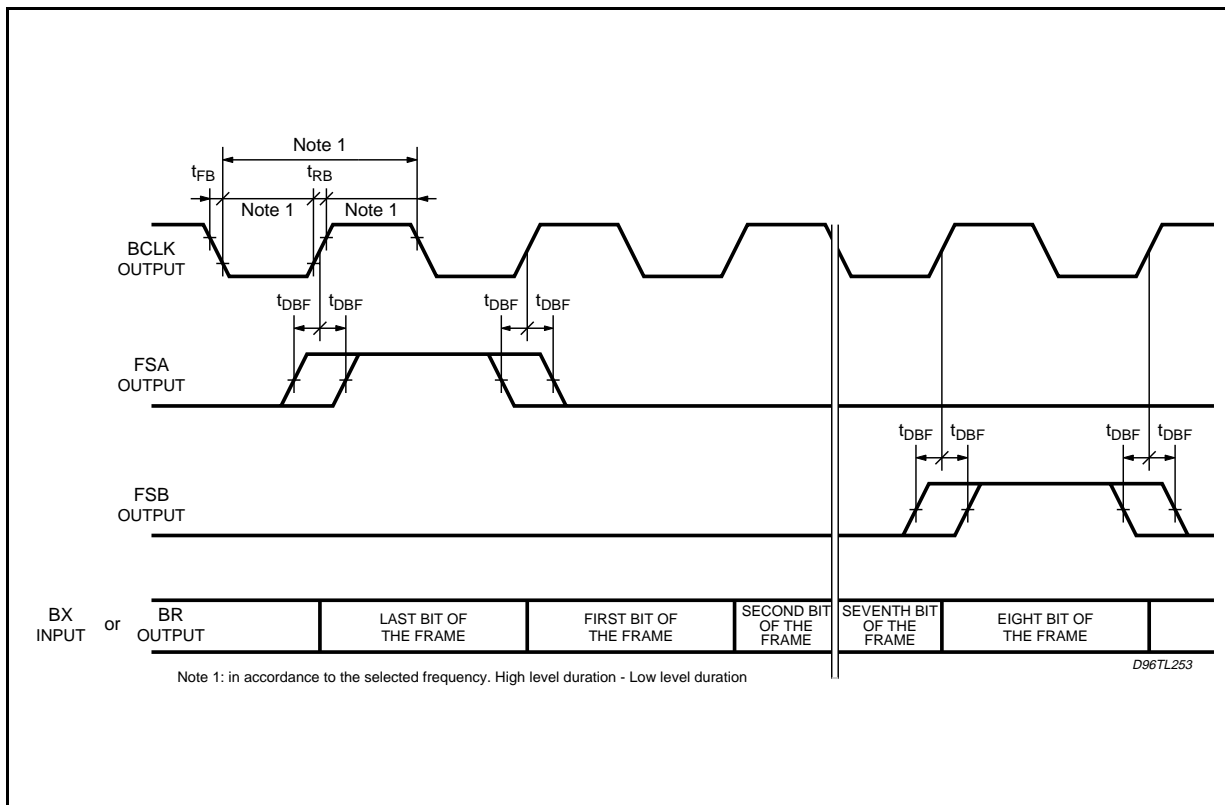 Note 1
tFB
tRB
Note 1
Note 1
BCLK
OUTPUT
tDBF
tDBF
tDBF
tDBF
FSA
OUTPUT
tDBF
tDBF
tDBF
tDBF
FSB
OUTPUT
BX
INPUT
or
BR
OUTPUT
LAST BIT OF
THE FRAME
FIRST BIT OF
THE FRAME
SECOND BIT
OF THE
FRAME
SEVENTH BIT
OF THE
FRAME
EIGHT BIT OF
THE FRAME
D96TL253
Note 1: in accordance to the selected frequency. High level duration - Low level duration